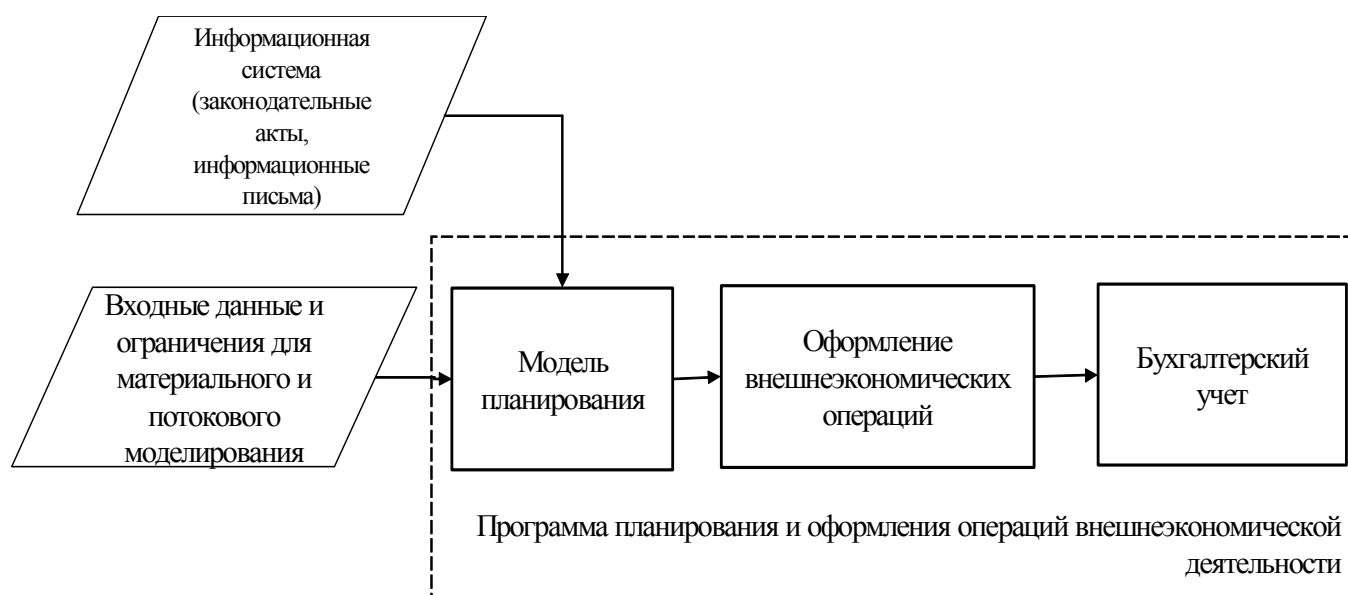 Информационная
система
(законодательные
акты,
информационные
письма)
Входные данные и
ограничения для
материального и
потокового
моделирования
Модель
планирования
Оформление
внешнеэкономических
операций
Бухгалтерский
учет
Программа планирования и оформления операций внешнеэкономической
деятельности